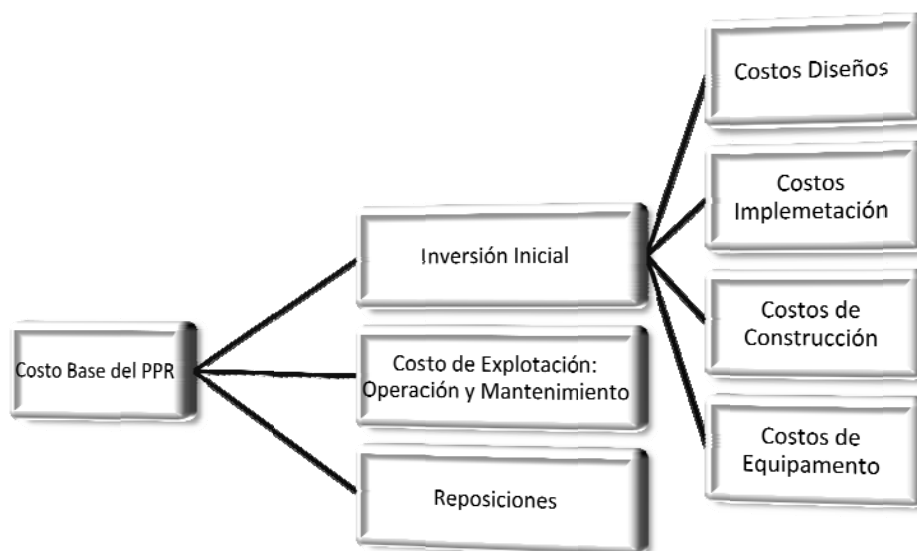 Costo Base del PPR
Inversión Inicial
Costo de Explotación:
Operación y Mantenimiento
Reposiciones
Costos Diseños
Costos
Implemetación
Costos de
Construcción
Costos de
Equipamento